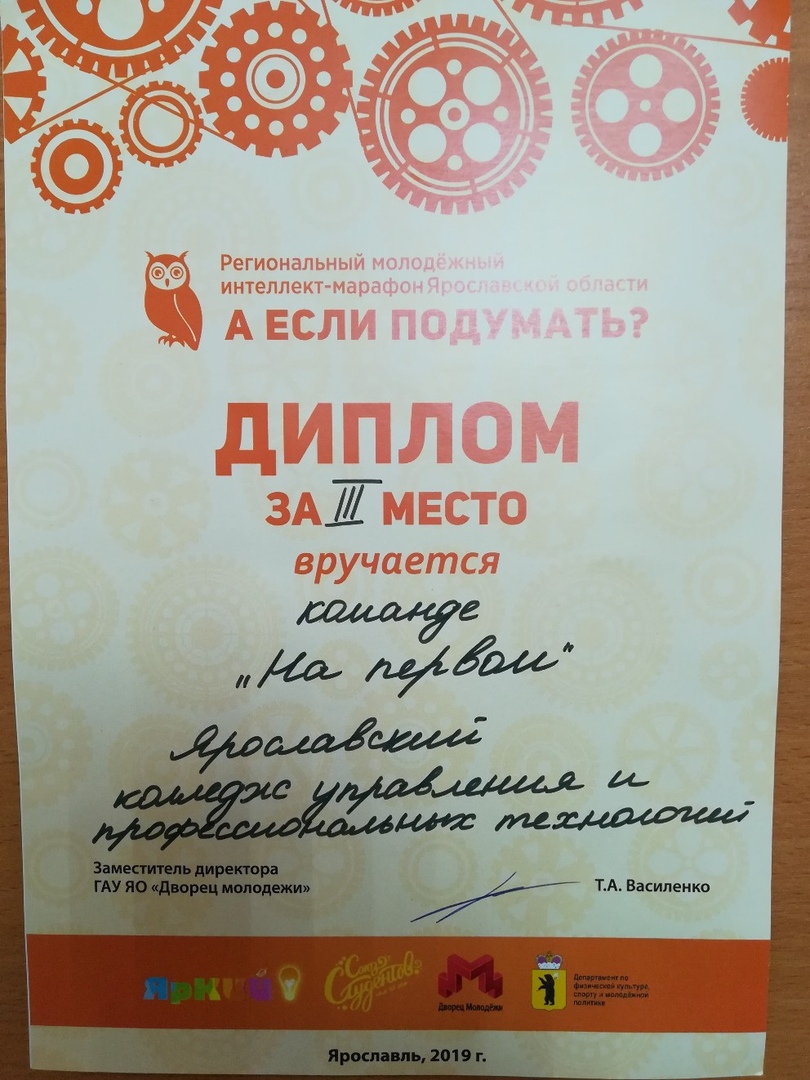 Региональный молодёжный
интеллект-марафон Ярославской области
А ЕСЛИ ПОДУМАТЬ?
ДИПЛОМ
ЗА III МЕСТО
вручается
команде
„На первом"
Ярославский
колледж управления и
профессиональных технологий
Заместитель директора
ГАУ ЯО «Дворец молодежи»
Т.А. Василенко
ЯрКИЙ
Союз Студентов
Дворец Молодёжи
Департамент по
физической культуре,
спорту и молодёжной
политике
Ярославль, 2019 г.